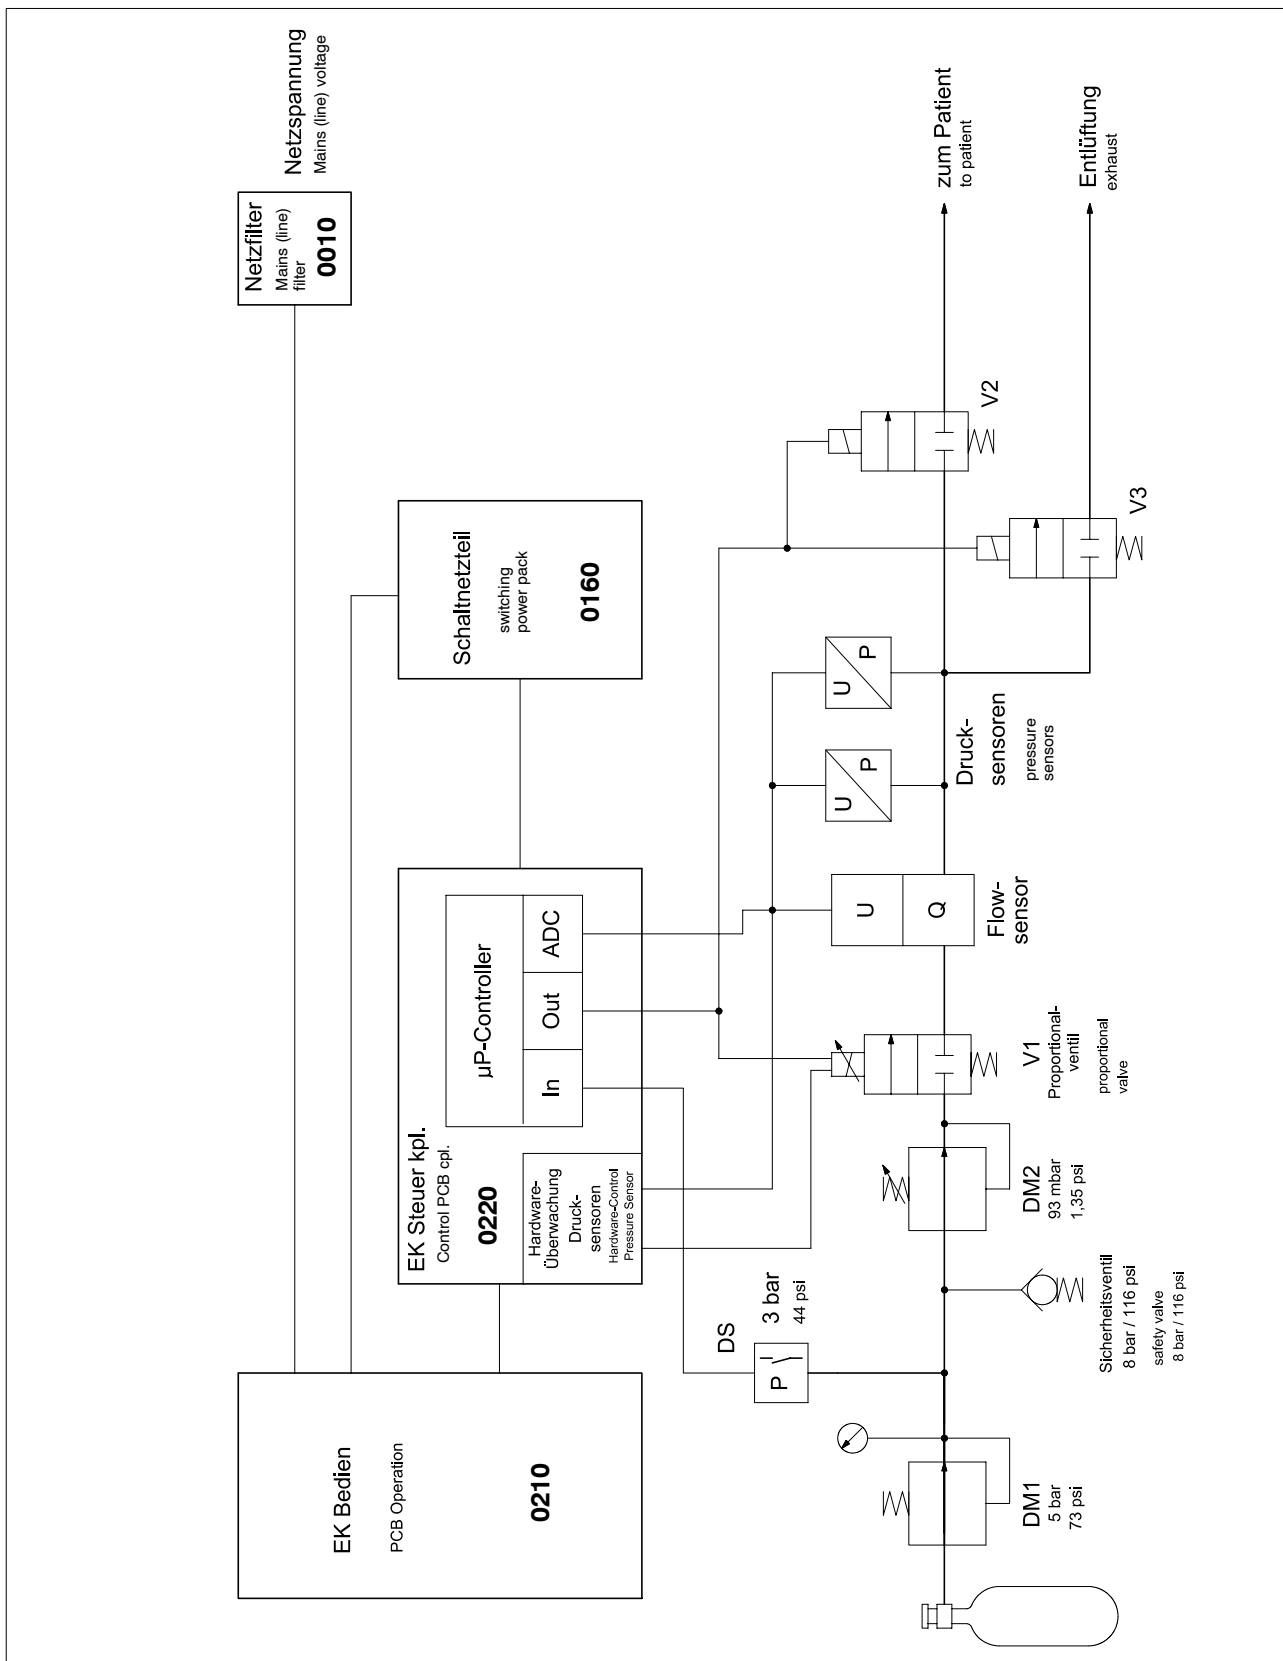 Netzspannung
Mains (line) voltage
Netzfilter
Mains (line)
filter
0010
zum Patient
to patient
Entlüftung
exhaust
V2
V3
Schaltnetzteil
switching
power pack
0160
U
P
U
P
Druck-
sensoren
pressure
sensors
EK Steuer kpl.
Control PCB cpl.
0220
µP-Controller
In
Out
ADC
Hardware-
Überwachung
Druck-
sensoren
Hardware-Control
Pressure Sensor
U
Q
Flow-
sensor
V1
Proportional-
ventil
proportional
valve
DM2
93 mbar
1,35 psi
DS
3 bar
44 psi
P
Sicherheitsventil
8 bar / 116 psi
safety valve
8 bar / 116 psi
EK Bedien
PCB Operation
0210
DM1
5 bar
73 psi